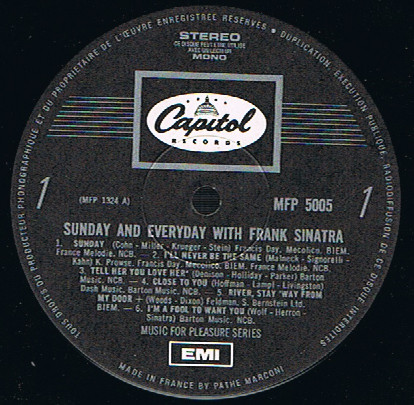 TOUS DROITS DU PRODUCTEUR PHONOGRAPHIQUE ET DU PROPRIETAIRE DE L'ŒUVRE ENREGISTREE RESERVES • DUPLICATION, EXECUTION PUBLIQUE, RADIODIFFUSION DE CE DISQUE INTERDITES
STEREO
CE DISQUE PEUT ETRE UTILISE
AVEC UN LECTEUR
MONO
Capitol
RECORDS
1
1
(MFP 1324 A)
MFP 5005
SUNDAY AND EVERYDAY WITH FRANK SINATRA
1. SUNDAY (Cohn - Miller - Krueger - Stein) Francis Day, Mecolico. BIEM.
France Melodie. NCB. — 2. I'LL NEVER BE THE SAME (Malneck - Signorelli -
Kahn) K. Prowse. Francis Day, Mecolico. BIEM. France Melodie. NCB. —
3. TELL HER YOU LOVE HER* (Denison - Holliday - Parker) Barton
Music. NCB. — 4. CLOSE TO YOU (Hoffman - Lampl - Livingston)
Dash Music. Barton Music. NCB. — 5. RIVER, STAY 'WAY FROM
MY DOOR + (Woods - Dixon) Feldman. S. Bernstein Ltd.
BIEM. — 6. I'M A FOOL TO WANT YOU (Wolf - Herron -
Sinatra) Barton Music. NCB.
MUSIC FOR PLEASURE SERIES
EMI
MADE IN FRANCE BY PATHE MARCONI